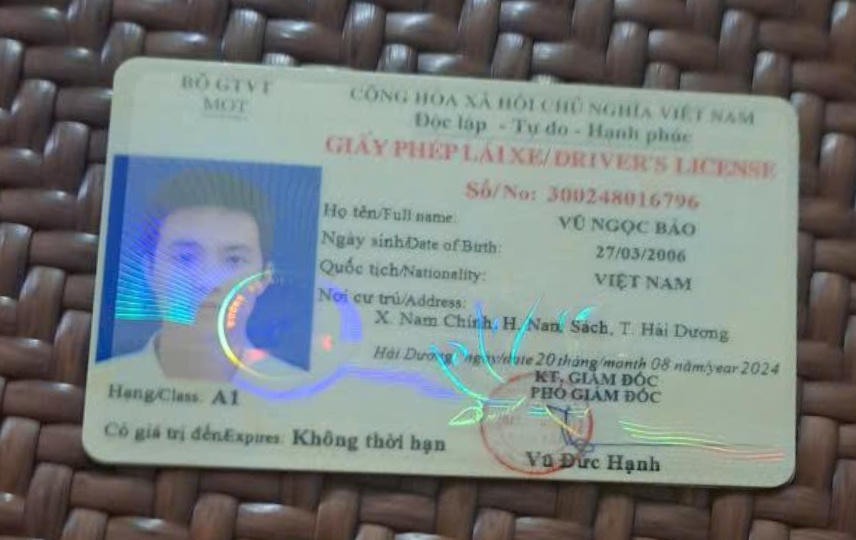 BỘ GTVT
MOT
CỘNG HÒA XÃ HỘI CHỦ NGHĨA VIỆT NAM
Độc lập - Tự do - Hạnh phúc
GIẤY PHÉP LÁI XE/DRIVER'S LICENSE
Số/No: 300248016796
Họ tên/Full name: VŨ NGỌC BẢO
Ngày sinh/Date of Birth: 27/03/2006
Quốc tịch/Nationality: VIỆT NAM
Nơi cư trú/Address:
X. Nam Chính, H. Nam Sách, T. Hải Dương
Hải Dương, ngày/date 20 tháng/month 08 năm/year 2024
KT. GIÁM ĐỐC
PHÓ GIÁM ĐỐC
Hạng/Class: A1
Có giá trị đến/Expires: Không thời hạn
Vũ Đức Hạnh